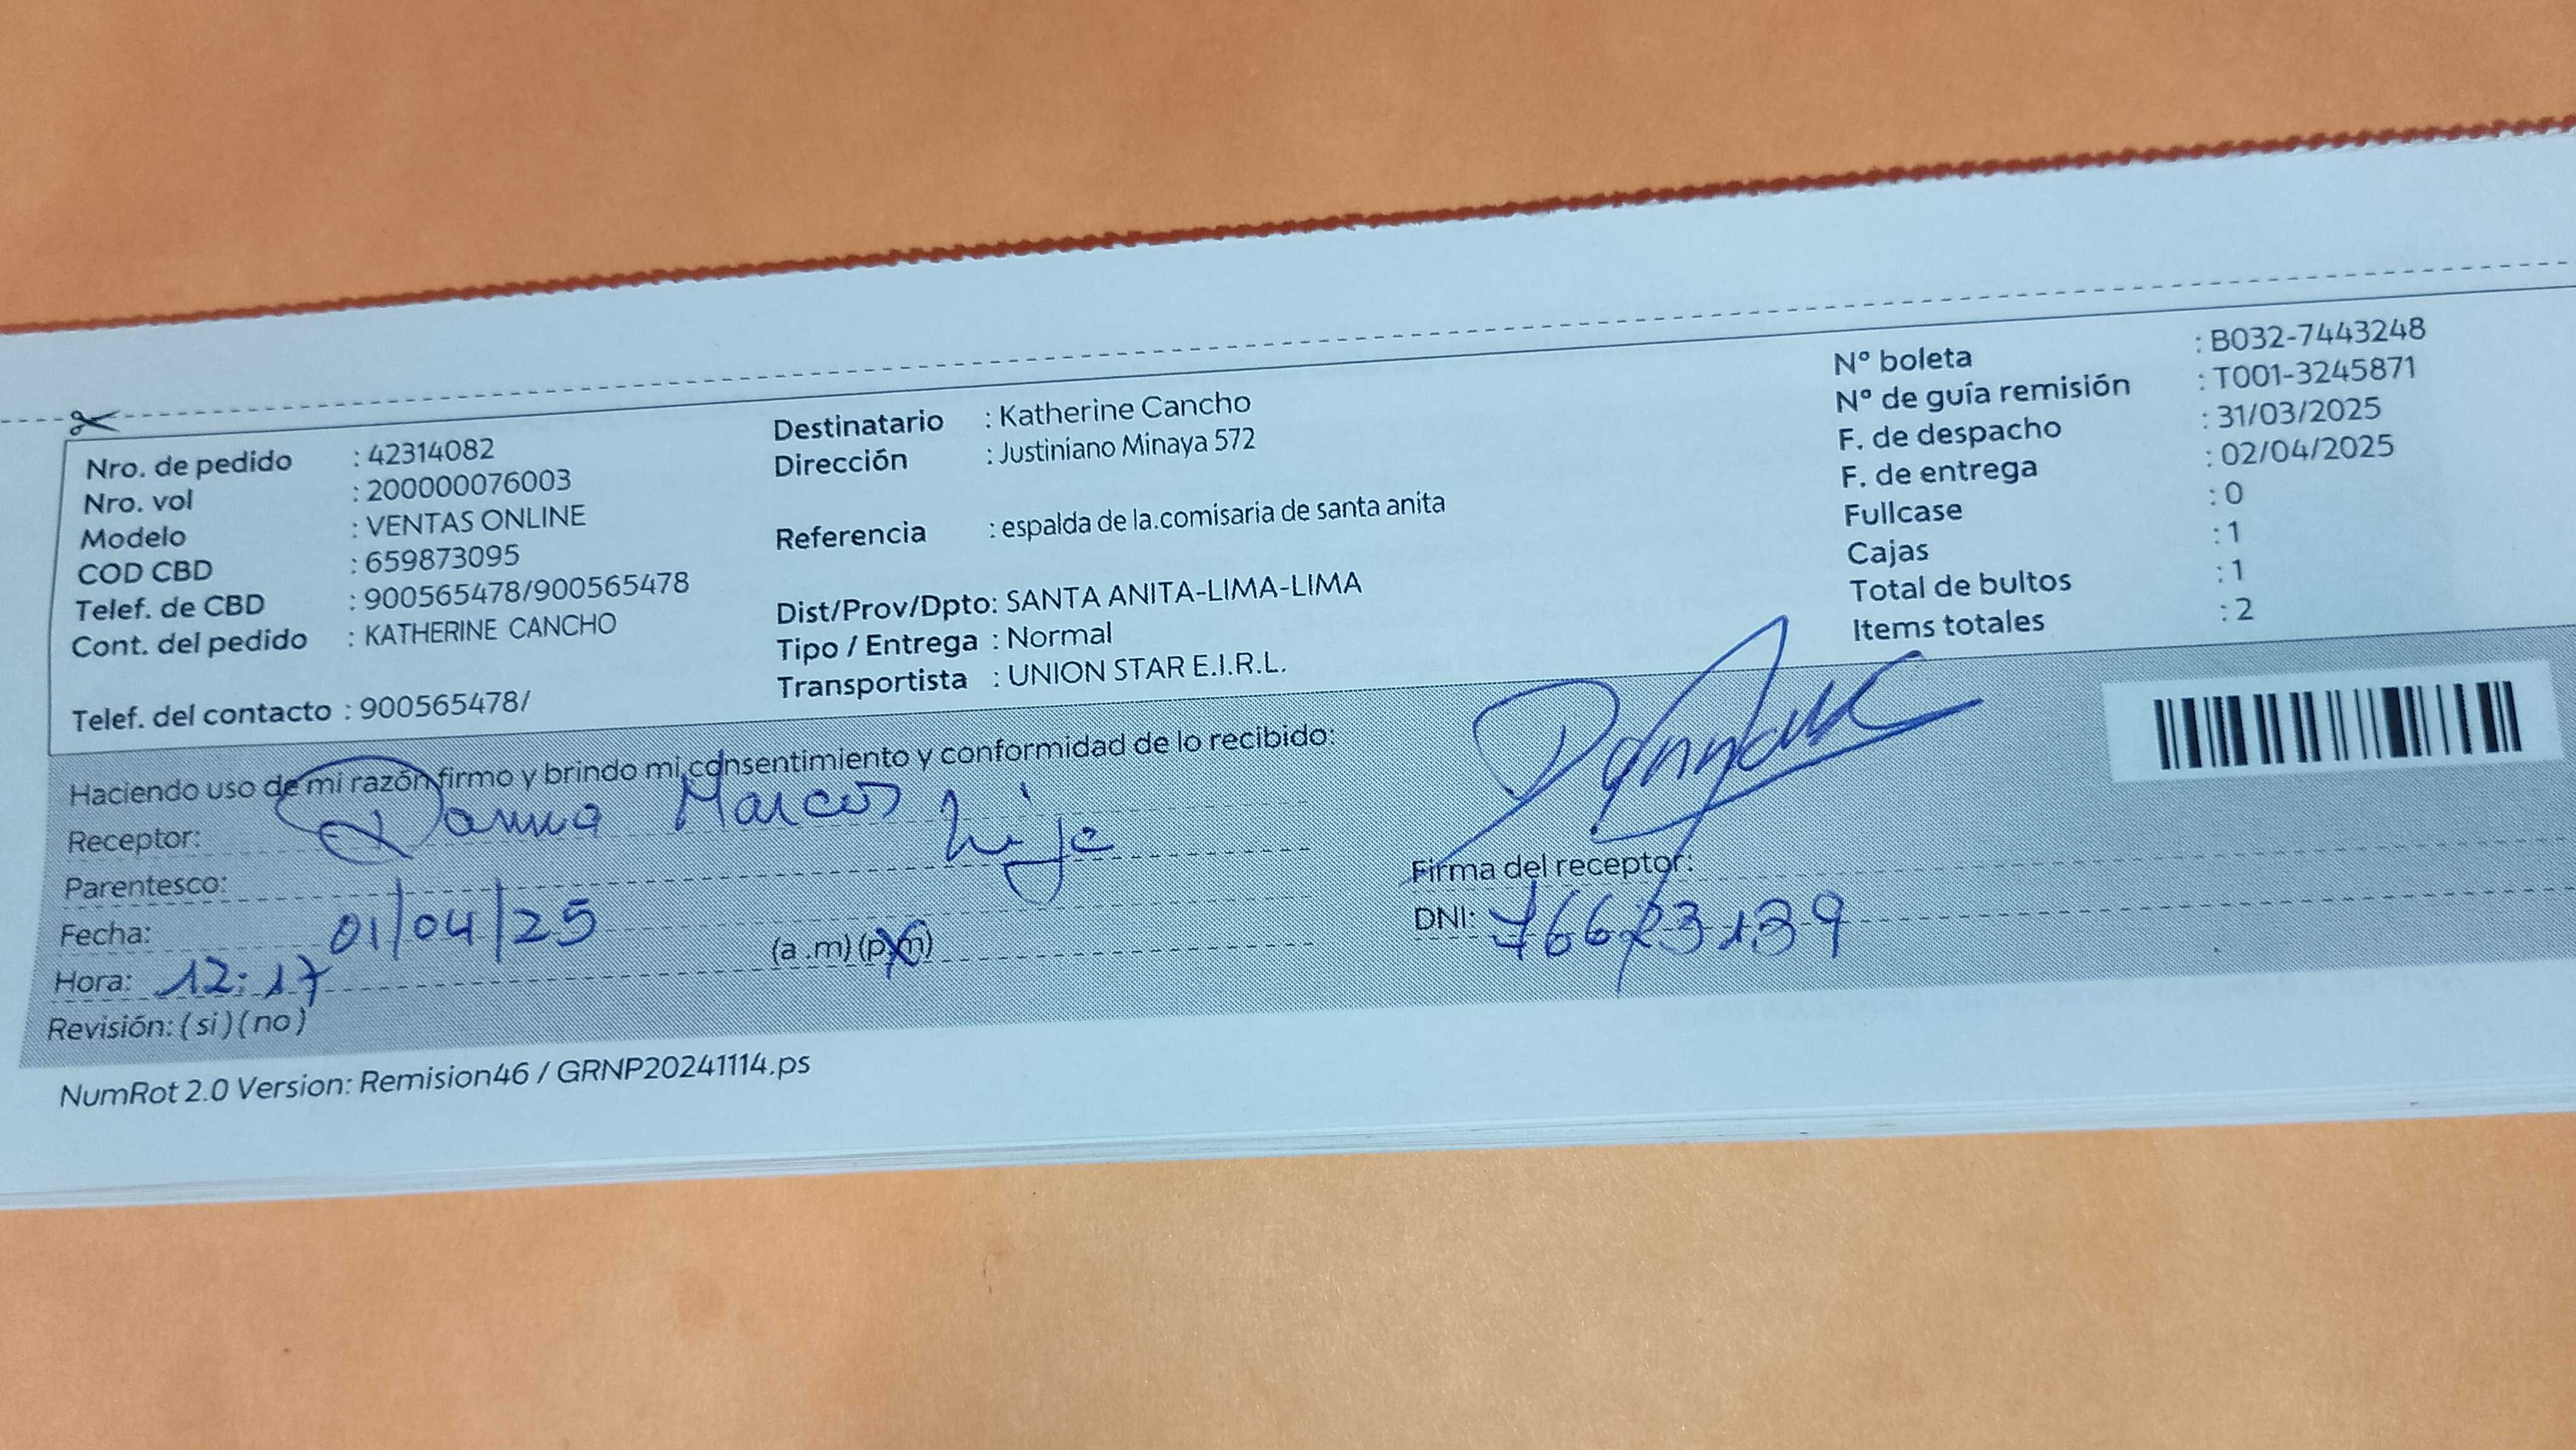 Nro. de pedido : 42314082
Nro. vol : 200000076003
Modelo : VENTAS ONLINE
COD CBD : 659873095
Telef. de CBD : 900565478/900565478
Cont. del pedido : KATHERINE CANCHO
Telef. del contacto : 900565478/
Destinatario : Katherine Cancho
Dirección : Justiniano Minaya 572
Referencia : espalda de la.comisaria de santa anita
Dist/Prov/Dpto: SANTA ANITA-LIMA-LIMA
Tipo / Entrega : Normal
Transportista : UNION STAR E.I.R.L.
Nº boleta : B032-7443248
Nº de guía remisión : T001-3245871
F. de despacho : 31/03/2025
F. de entrega : 02/04/2025
Fullcase : 0
Cajas : 1
Total de bultos : 1
Items totales : 2
Haciendo uso de mi razón firmo y brindo mi consentimiento y conformidad de lo recibido:
Receptor: Danna Marcos
Parentesco: hija
Fecha: 01/04/25
Hora: 12:17 (a .m) (p.m)
Revisión: ( si ) ( no )
Firma del receptor:
DNI:
NumRot 2.0 Version: Remision46 / GRNP20241114.ps